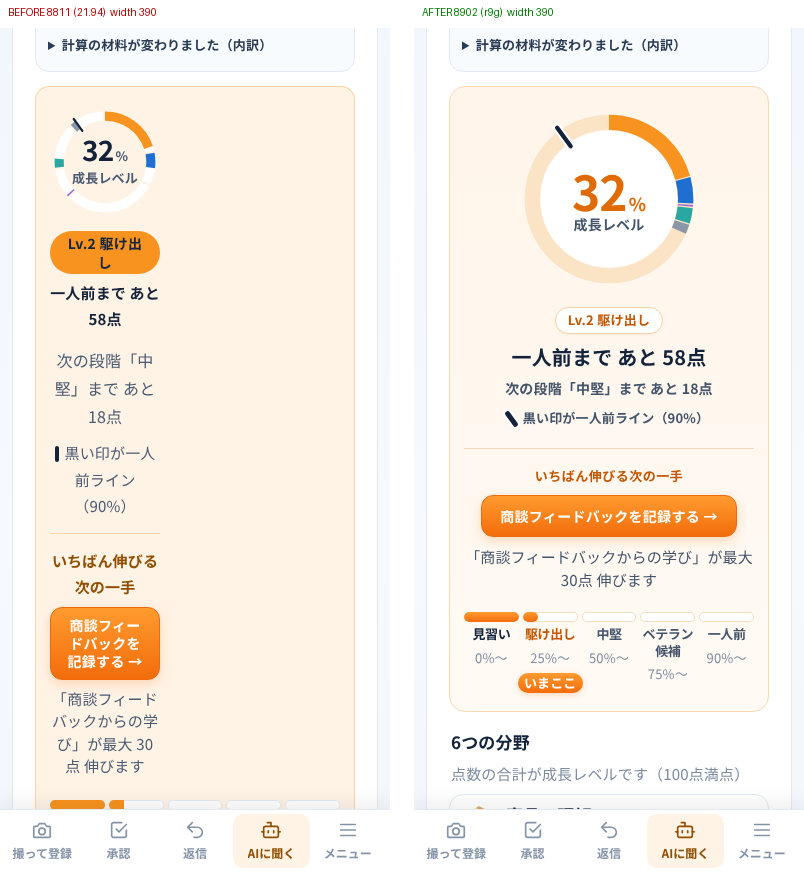 BEFORE 8811 (21.94) width 390
▶ 計算の材料が変わりました（内訳）
32%
成長レベル
Lv.2 駆け出
し
一人前まで あと
58点
次の段階「中
堅」まで あと
18点
黒い印が一人
前ライン
（90%）
いちばん伸びる
次の一手
商談フィー
ドバックを
記録する →
「商談フィード
バックからの学
び」が最大 30
点 伸びます
撮って登録
承認
返信
AIに聞く
メニュー
AFTER 8902 (r9g) width 390
▶ 計算の材料が変わりました（内訳）
32%
成長レベル
Lv.2 駆け出し
一人前まで あと 58点
次の段階「中堅」まで あと 18点
黒い印が一人前ライン（90%）
いちばん伸びる次の一手
商談フィードバックを記録する →
「商談フィードバックからの学び」が最大
30点 伸びます
見習い 駆け出し 中堅 ベテラン 一人前
候補
0%〜 25%〜 50%〜 75%〜 90%〜
いまここ
6つの分野
点数の合計が成長レベルです（100点満点）
撮って登録
承認
返信
AIに聞く
メニュー